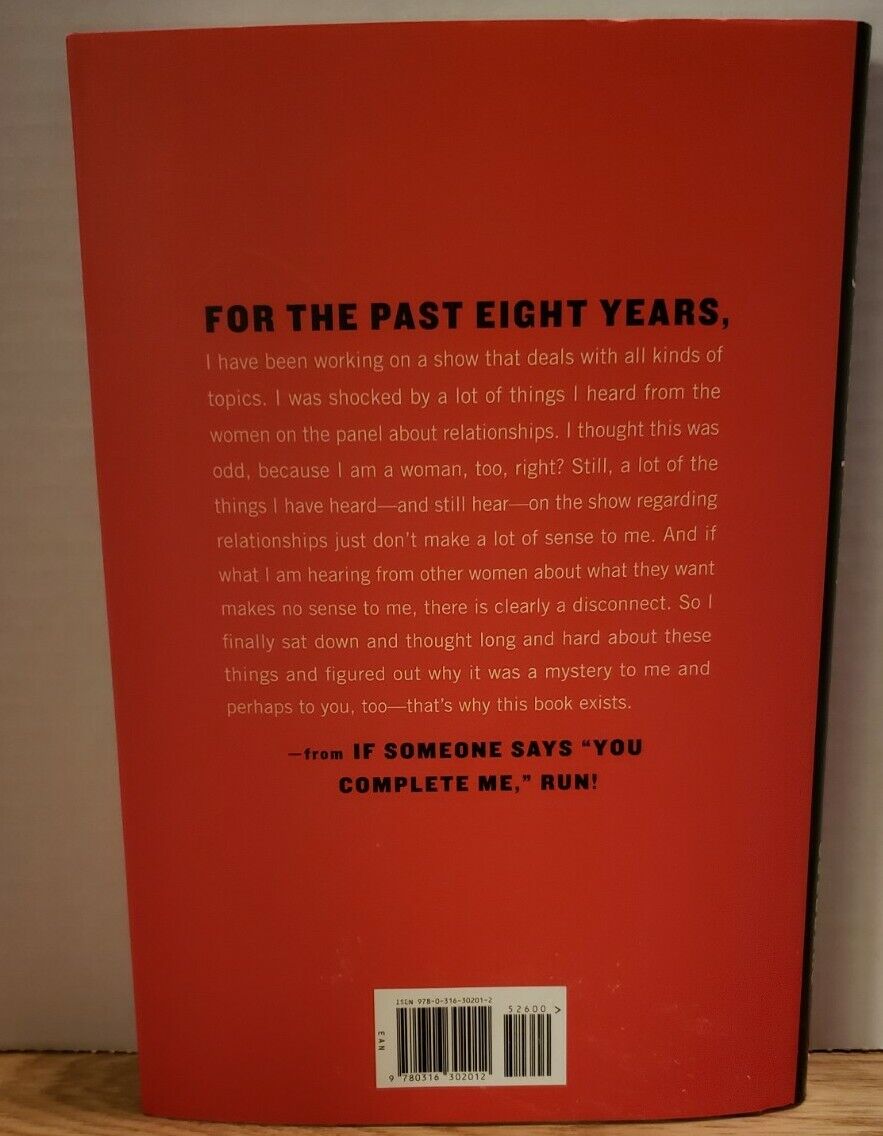 FOR THE PAST EIGHT YEARS,
I have been working on a show that deals with all kinds of
topics. I was shocked by a lot of things I heard from the
women on the panel about relationships. I thought this was
odd, because I am a woman, too, right? Still, a lot of the
things I have heard—and still hear—on the show regarding
relationships just don't make a lot of sense to me. And if
what I am hearing from other women about what they want
makes no sense to me, there is clearly a disconnect. So I
finally sat down and thought long and hard about these
things and figured out why it was a mystery to me and
perhaps to you, too—that's why this book exists.
—from IF SOMEONE SAYS “YOU
COMPLETE ME,” RUN!
ISBN 978-0-316-30201-2
52600 >
EAN
9 780316 302012